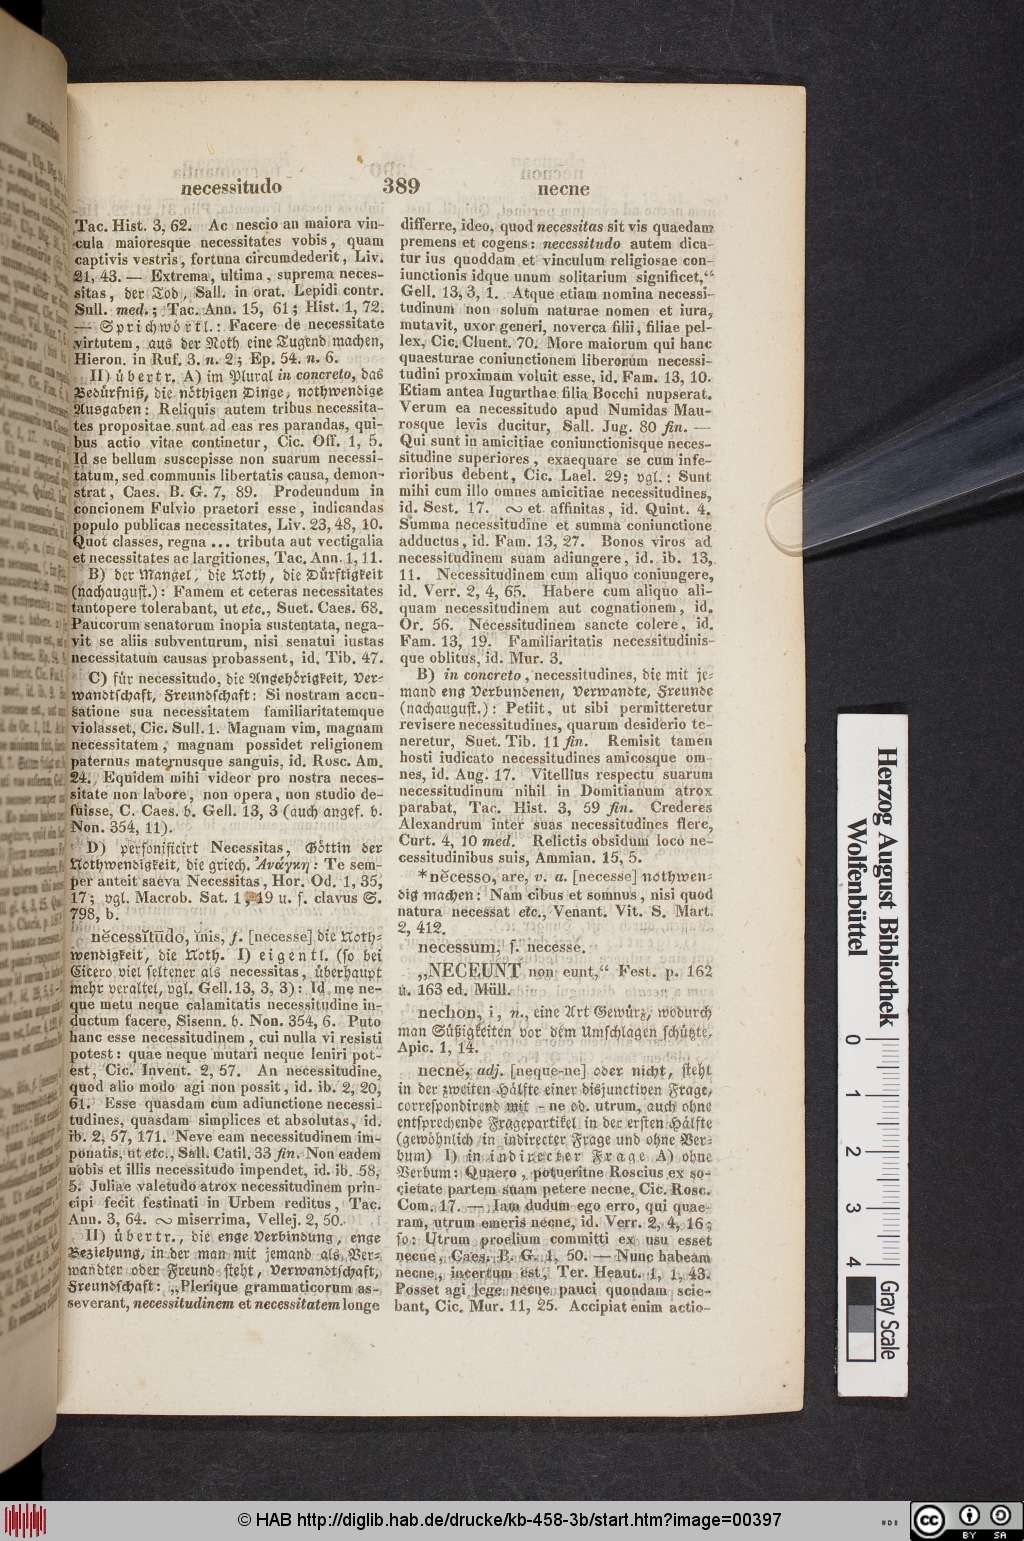 necessitudo 389 necne
Tac. Hist. 3, 62. Ac nescio an maiora vin-
cula maioresque necessitates vobis, quam
captivis vestris, fortuna circumdederit, Liv.
21, 43. — Extrema, ultima, suprema neces-
sitas, der Tod, Sall. in orat. Lepidi contr.
Sull. med.; Tac. Ann. 15, 61; Hist. 1, 72.
— Sprichwörtl.: Facere de necessitate
virtutem, aus der Noth eine Tugend machen,
Hieron. in Ruf. 3. n. 2; Ep. 54. n. 6.
II) übertr. A) im Plural in concreto, das
Bedürfniß, die nöthigen Dinge, nothwendige
Ausgaben: Reliquis autem tribus necessita-
tes propositae sunt ad eas res parandas, qui-
bus actio vitae continetur, Cic. Off. 1, 5.
Id se bellum suscepisse non suarum necessi-
tatum, sed communis libertatis causa, demon-
strat, Caes. B. G. 7, 89. Prodeundum in
concionem Fulvio praetori esse, indicandas
populo publicas necessitates, Liv. 23, 48, 10.
Quot classes, regna ... tributa aut vectigalia
et necessitates ac largitiones, Tac. Ann. 1, 11.
B) der Mangel, die Noth, die Dürftigkeit
(nachaugust.): Famem et ceteras necessitates
tantopere tolerabant, ut etc., Suet. Caes. 68.
Paucorum senatorum inopia sustentata, nega-
vit se aliis subventurum, nisi senatui iustas
necessitatum causas probassent, id. Tib. 47.
C) für necessitudo, die Angehörigkeit, Ver-
wandtschaft, Freundschaft: Si nostram accu-
satione sua necessitatem familiaritatemque
violasset, Cic. Sull. 1. Magnam vim, magnam
necessitatem, magnam possidet religionem
paternus maternusque sanguis, id. Rosc. Am.
24. Equidem mihi videor pro nostra neces-
sitate non labore, non opera, non studio de-
fuisse, C. Caes. b. Gell. 13, 3 (auch angef. b.
Non. 354, 11).
D) personificirt Necessitas, Göttin der
Nothwendigkeit, die griech. Ἀνάγκη: Te sem-
per anteit saeva Necessitas, Hor. Od. 1, 35,
17; vgl. Macrob. Sat. 1, 19 u. s. clavus S.
798, b.
nĕcessĭtūdo, ĭnis, f. [necesse] die Noth-
wendigkeit, die Noth. I) eigentl. (so bei
Cicero viel seltener als necessitas, überhaupt
mehr veraltet, vgl. Gell. 13, 3, 3): Id me ne-
que metu neque calamitatis necessitudine in-
ductum facere, Sisenn. b. Non. 354, 6. Puto
hanc esse necessitudinem, cui nulla vi resisti
potest: quae neque mutari neque leniri pot-
est, Cic. Invent. 2, 57. An necessitudine,
quod alio modo agi non possit, id. ib. 2, 20,
61. Esse quasdam cum adiunctione necessi-
tudines, quasdam simplices et absolutas, id.
ib. 2, 57, 171. Neve eam necessitudinem im-
ponatis, ut etc., Sall. Catil. 33 fin. Non eadem
nobis et illis necessitudo impendet, id. ib. 58,
5. Juliae valetudo atrox necessitudinem prin-
cipi fecit festinati in Urbem reditus, Tac.
Ann. 3, 64. ∾ miserrima, Vellej. 2, 50.
II) übertr., die enge Verbindung, enge
Beziehung, in der man mit jemand als Ver-
wandter oder Freund steht, Verwandtschaft,
Freundschaft: „Plerique grammaticorum as-
severant, necessitudinem et necessitatem longe
differre, ideo, quod necessitas sit vis quaedam
premens et cogens: necessitudo autem dica-
tur ius quoddam et vinculum religiosae con-
iunctionis idque unum solitarium significet,“
Gell. 13, 3, 1. Atque etiam nomina necessi-
tudinum non solum naturae nomen et iura,
mutavit, uxor generi, noverca filii, filiae pel-
lex, Cic. Cluent. 70. More maiorum qui hanc
quaesturae coniunctionem liberorum necessi-
tudini proximam voluit esse, id. Fam. 13, 10.
Etiam antea Iugurthae filia Bocchi nupserat.
Verum ea necessitudo apud Numidas Mau-
rosque levis ducitur, Sall. Jug. 80 fin. —
Qui sunt in amicitiae coniunctionisque neces-
situdine superiores, exaequare se cum infe-
rioribus debent, Cic. Lael. 29; vgl.: Sunt
mihi cum illo omnes amicitiae necessitudines,
id. Sest. 17. ∾ et affinitas, id. Quint. 4.
Summa necessitudine et summa coniunctione
adductus, id. Fam. 13, 27. Bonos viros ad
necessitudinem suam adiungere, id. ib. 13,
11. Necessitudinem cum aliquo coniungere,
id. Verr. 2, 4, 65. Habere cum aliquo ali-
quam necessitudinem aut cognationem, id.
Or. 56. Necessitudinem sancte colere, id.
Fam. 13, 19. Familiaritatis necessitudinis-
que oblitus, id. Mur. 3.
B) in concreto, necessitudines, die mit je-
mand eng Verbundenen, Verwandte, Freunde
(nachaugust.): Petiit, ut sibi permitteretur
revisere necessitudines, quarum desiderio te-
neretur, Suet. Tib. 11 fin. Remisit tamen
hosti iudicato necessitudines amicosque om-
nes, id. Aug. 17. Vitellius respectu suarum
necessitudinum nihil in Domitianum atrox
parabat, Tac. Hist. 3, 59 fin. Crederes
Alexandrum inter suas necessitudines flere,
Curt. 4, 10 med. Relictis obsidum loco ne-
cessitudinibus suis, Ammian. 15, 5.
*nĕcesso, are, v. a. [necesse] nothwen-
dig machen: Nam cibus et somnus, nisi quod
natura necessat etc., Venant. Vit. S. Mart.
2, 412.
necessum, s. necesse.
„NECEUNT non eunt,“ Fest. p. 162
u. 163 ed. Müll.
nechon, i, n., eine Art Gewürz, wodurch
man Süßigkeiten vor dem Umschlagen schützte,
Apic. 1, 14.
necne, adj. [neque-ne] oder nicht, steht
in der zweiten Hälfte einer disjunctiven Frage,
correspondirend mit - ne od. utrum, auch ohne
entsprechende Fragepartikel in der ersten Hälfte
(gewöhnlich in indirecter Frage und ohne Ver-
bum) I) in indirecter Frage A) ohne
Verbum: Quaero, potueritne Roscius ex so-
cietate partem suam petere necne, Cic. Rosc.
Com. 17. — Iam dudum ego erro, qui quae-
ram, utrum emeris necne, id. Verr. 2, 4, 16;
so: Utrum proelium committi ex usu esset
necne, Caes. B. G. 1, 50. — Nunc habeam
necne, incertum est, Ter. Heaut. 1, 1, 43.
Posset agi lege necne pauci quondam scie-
bant, Cic. Mur. 11, 25. Accipiat enim actio-
Herzog August Bibliothek
Wolfenbüttel
0 1 2 3 4
Gray Scale
© HAB http://diglib.hab.de/drucke/kb-458-3b/start.htm?image=00397
cc BY SA